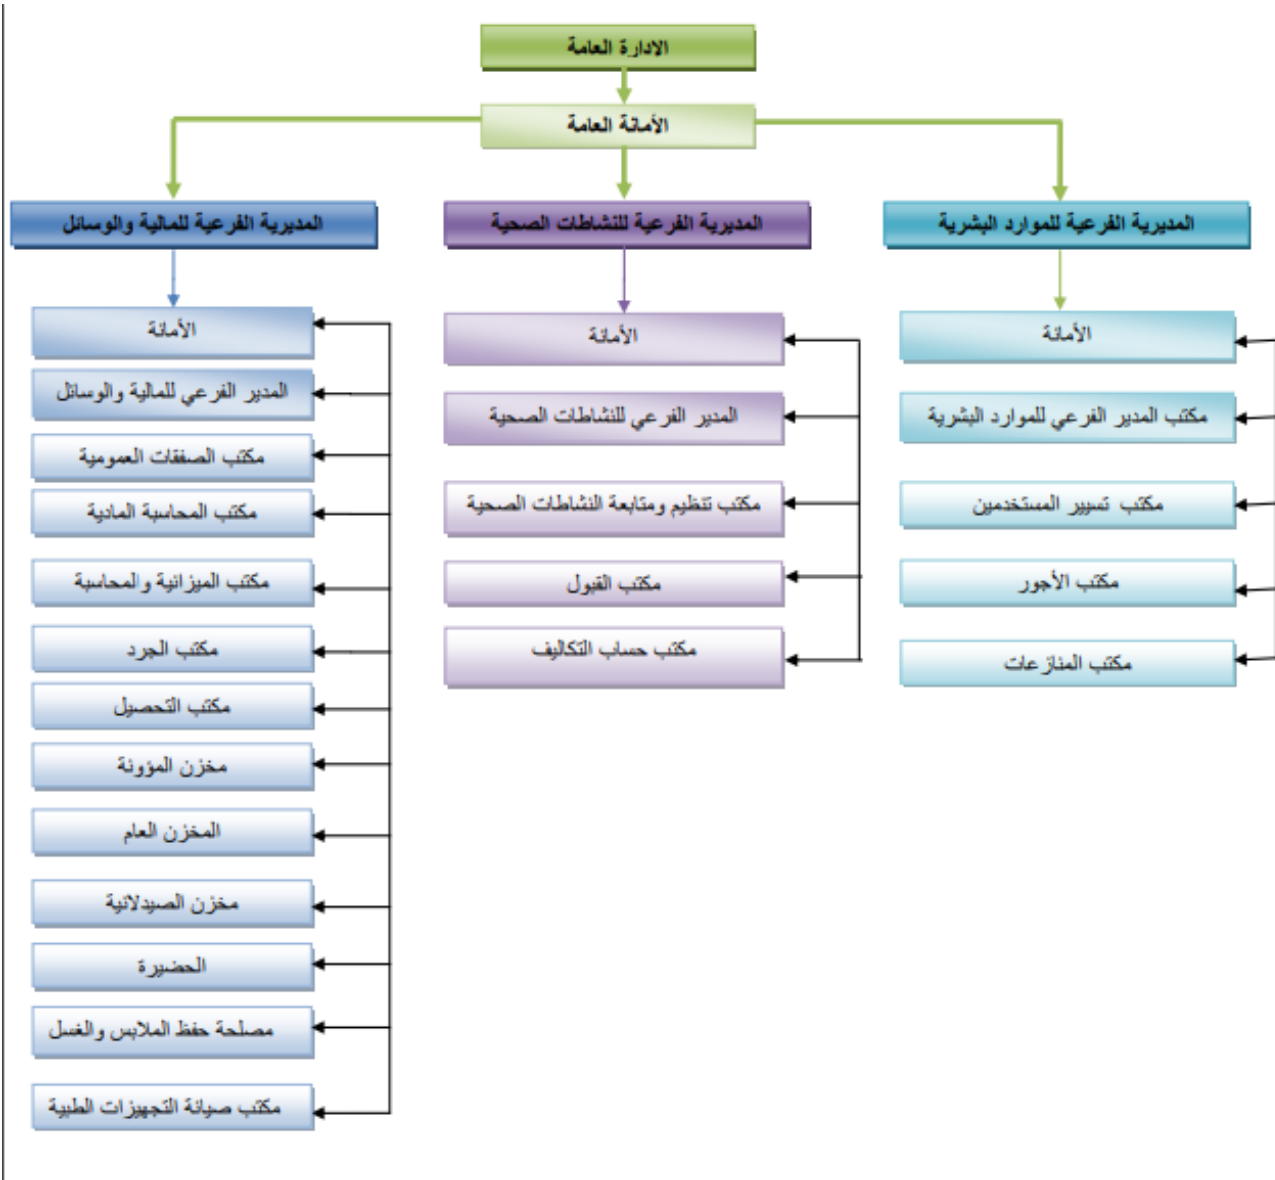 الادارة العامة
الأمانة العامة
المديرية الفرعية للموارد البشرية
المديرية الفرعية للنشاطات الصحية
المديرية الفرعية للمالية والوسائل
الأمانة
مكتب المدير الفرعي للموارد البشرية
مكتب تسيير المستخدمين
مكتب الأجور
مكتب المنازعات
الأمانة
المدير الفرعي للنشاطات الصحية
مكتب تنظيم ومتابعة النشاطات الصحية
مكتب القبول
مكتب حساب التكاليف
الأمانة
المدير الفرعي للمالية والوسائل
مكتب الصفقات العمومية
مكتب المحاسبة المادية
مكتب الميزانية والمحاسبة
مكتب الجرد
مكتب التحصيل
مخزن المؤونة
المخزن العام
مخزن الصيدلانية
الحضيرة
مصلحة حفظ الملابس والغسل
مكتب صيانة التجهيزات الطبية